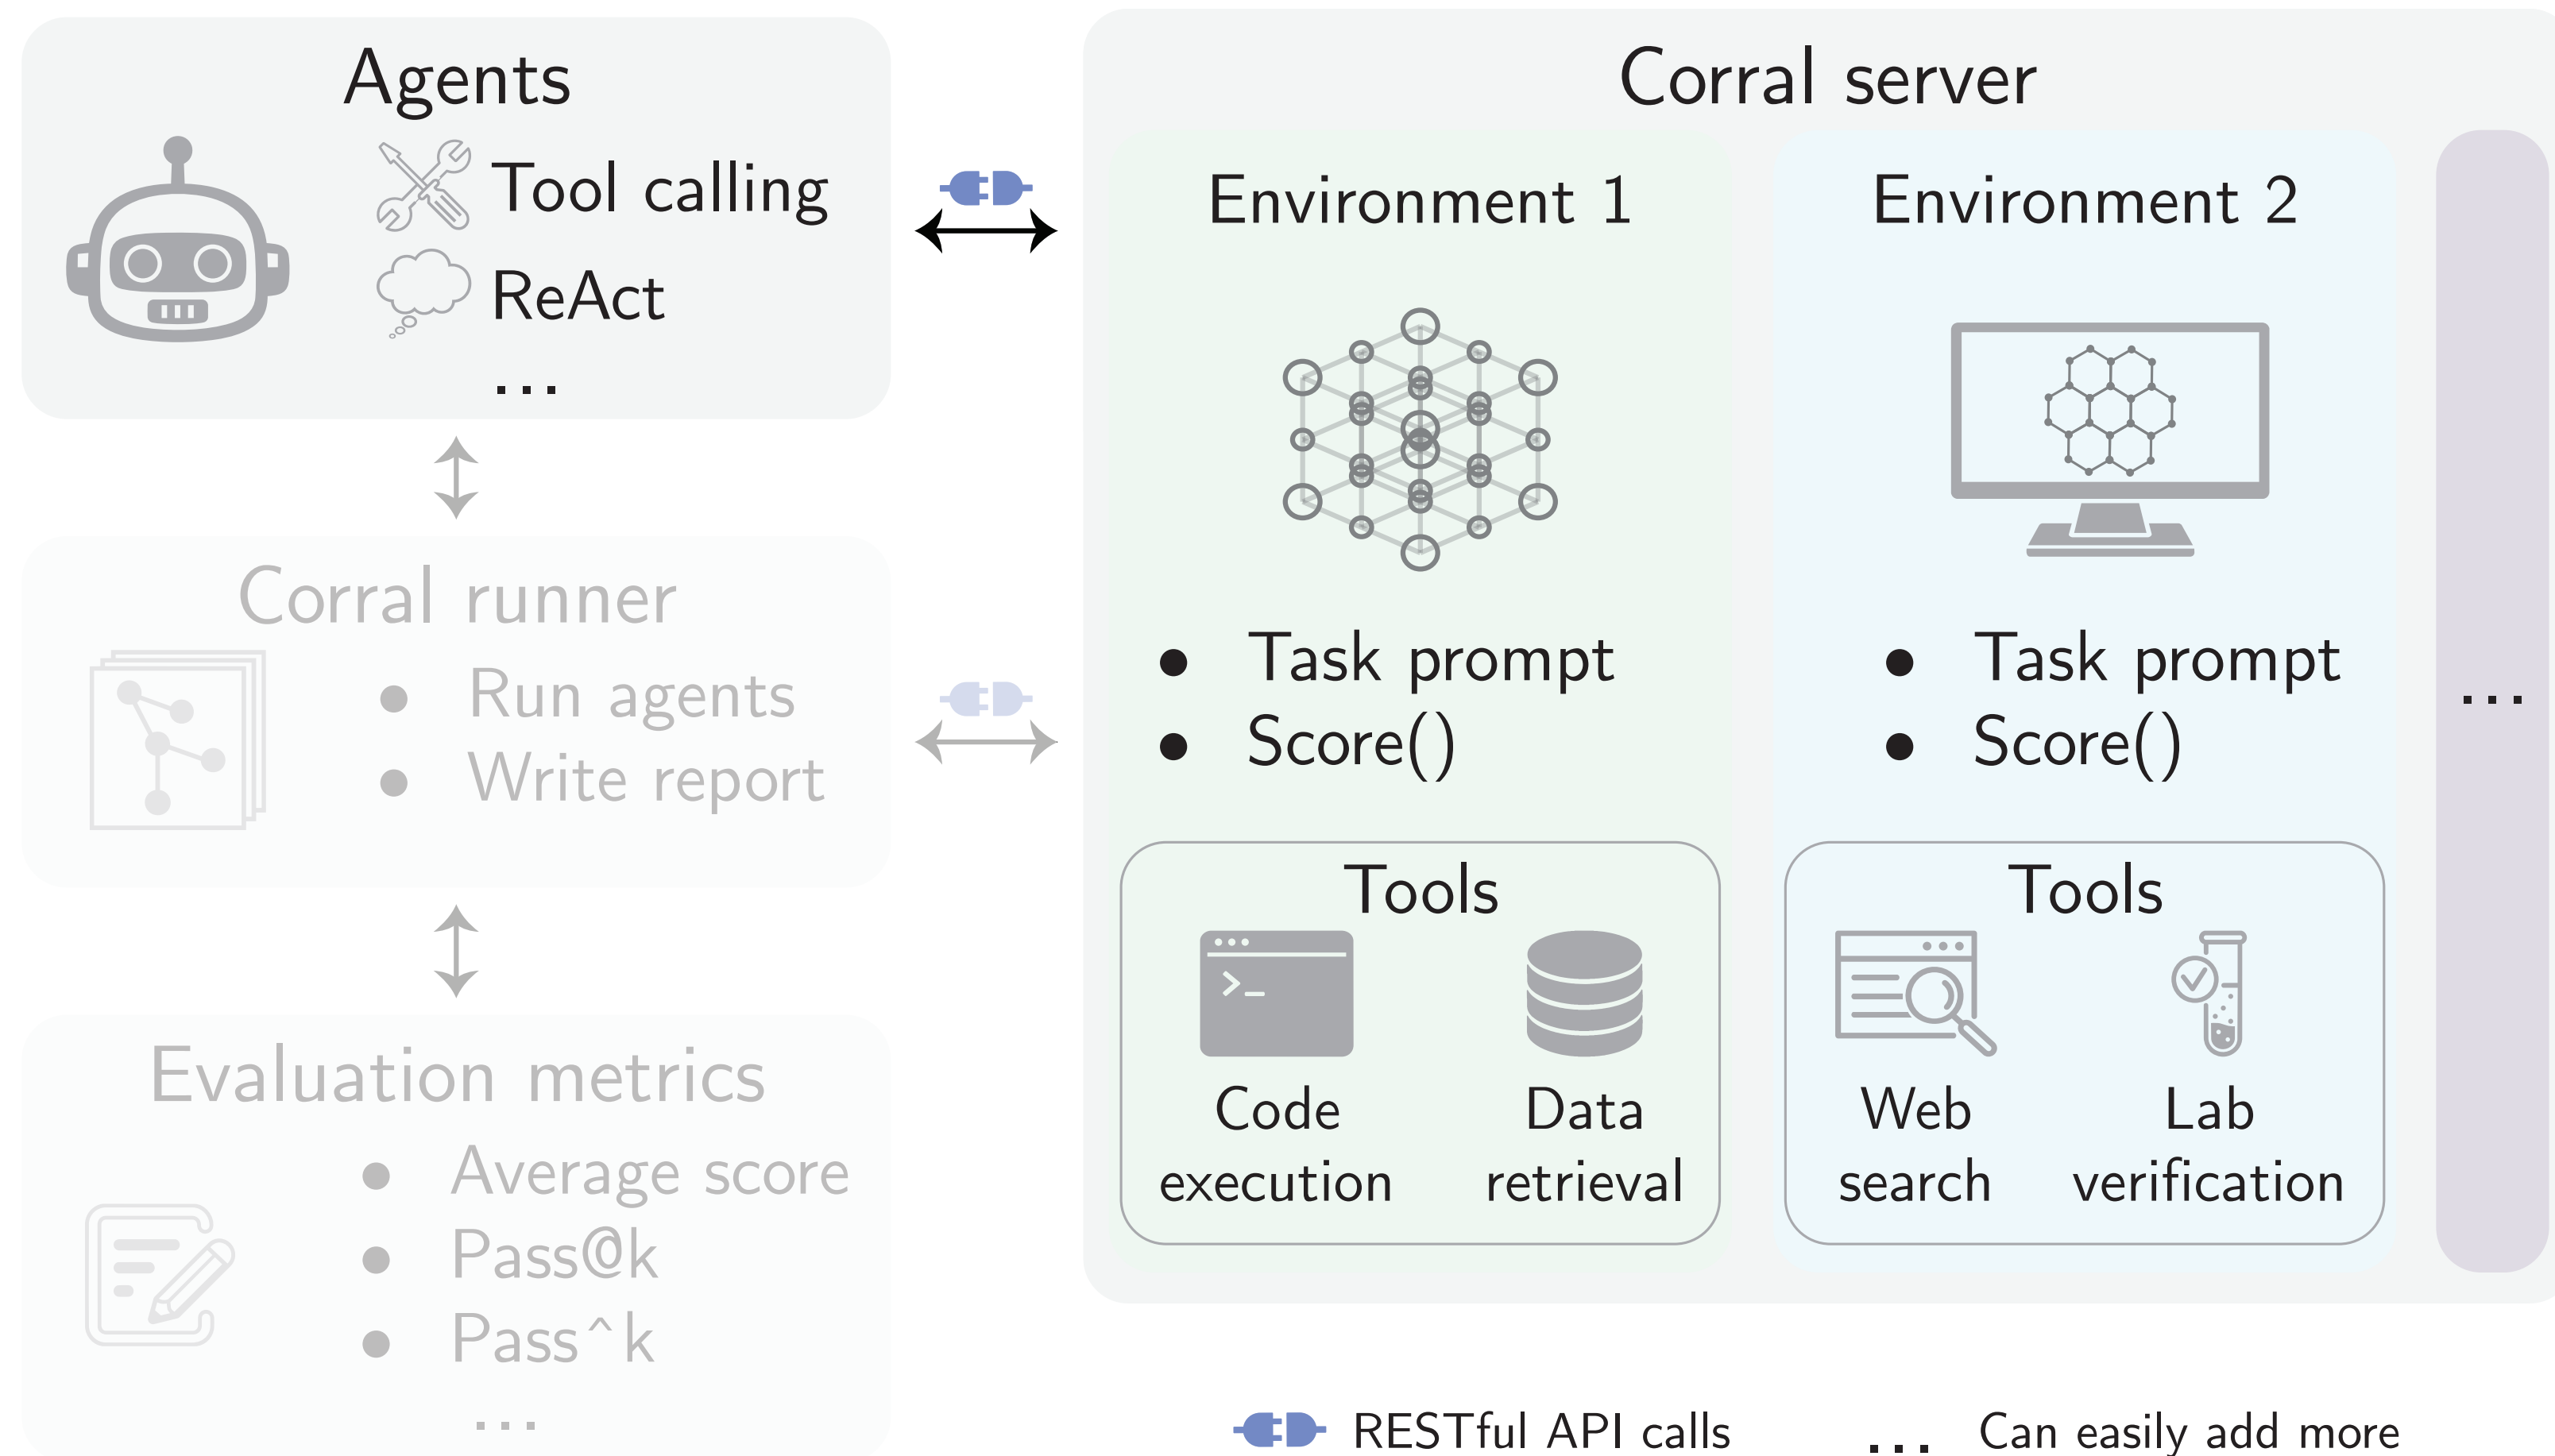 Agents
Tool calling
ReAct
...
Corral runner
• Run agents
• Write report
Evaluation metrics
• Average score
• Pass@k
• Pass^k
...
Corral server
Environment 1
• Task prompt
• Score()
Tools
>_
Code
execution
Data
retrieval
Environment 2
• Task prompt
• Score()
Tools
Web
search
Lab
verification
...
RESTful API calls
... Can easily add more